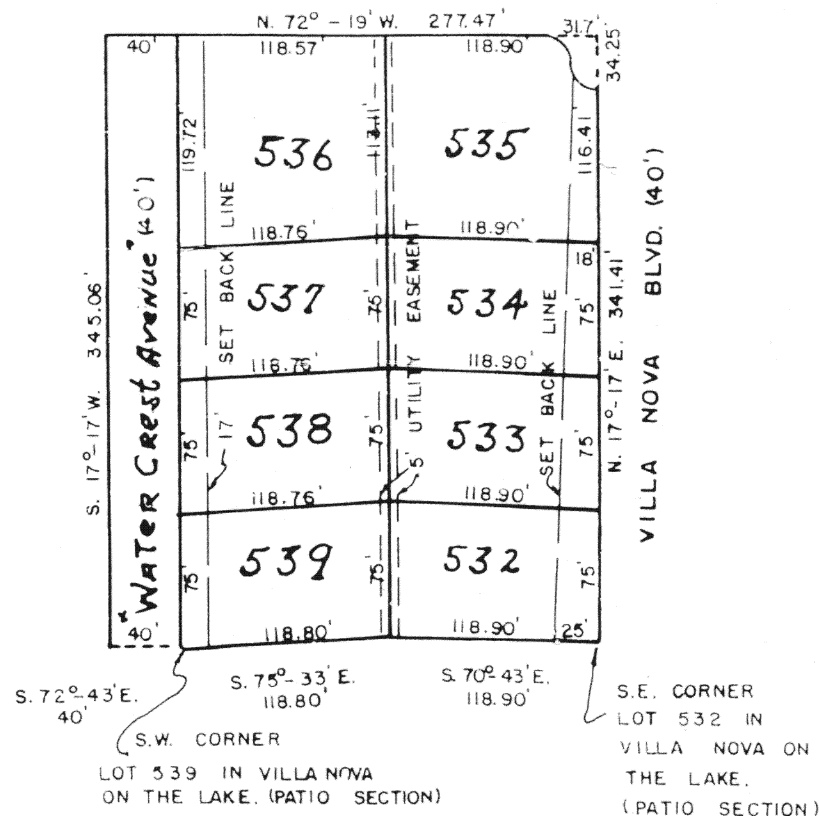 N. 72° - 19' W. 277.47'
31.7'
34.25'
40'
118.57'
118.90'
119.72'
113.11'
116.41'
536
535
118.76'
118.90'
18'
SET BACK LINE
UTILITY EASEMENT
SET BACK LINE
S. 17° - 17' W. 345.06'
"WATER CREST AVENUE" (40')
N. 17° - 17' E. 341.41'
VILLA NOVA BLVD. (40')
75'
537
75'
534
75'
118.76'
118.90'
75'
17'
538
75'
533
75'
118.76'
5'
118.90'
75'
539
75'
532
75'
40'
118.80'
118.90'
25'
S. 72° - 43' E.
40'
S. 75° - 33' E.
118.80'
S. 70° - 43' E.
118.90'
S.W. CORNER
LOT 539 IN VILLA NOVA
ON THE LAKE. (PATIO SECTION)
S.E. CORNER
LOT 532 IN
VILLA NOVA ON
THE LAKE.
(PATIO SECTION)